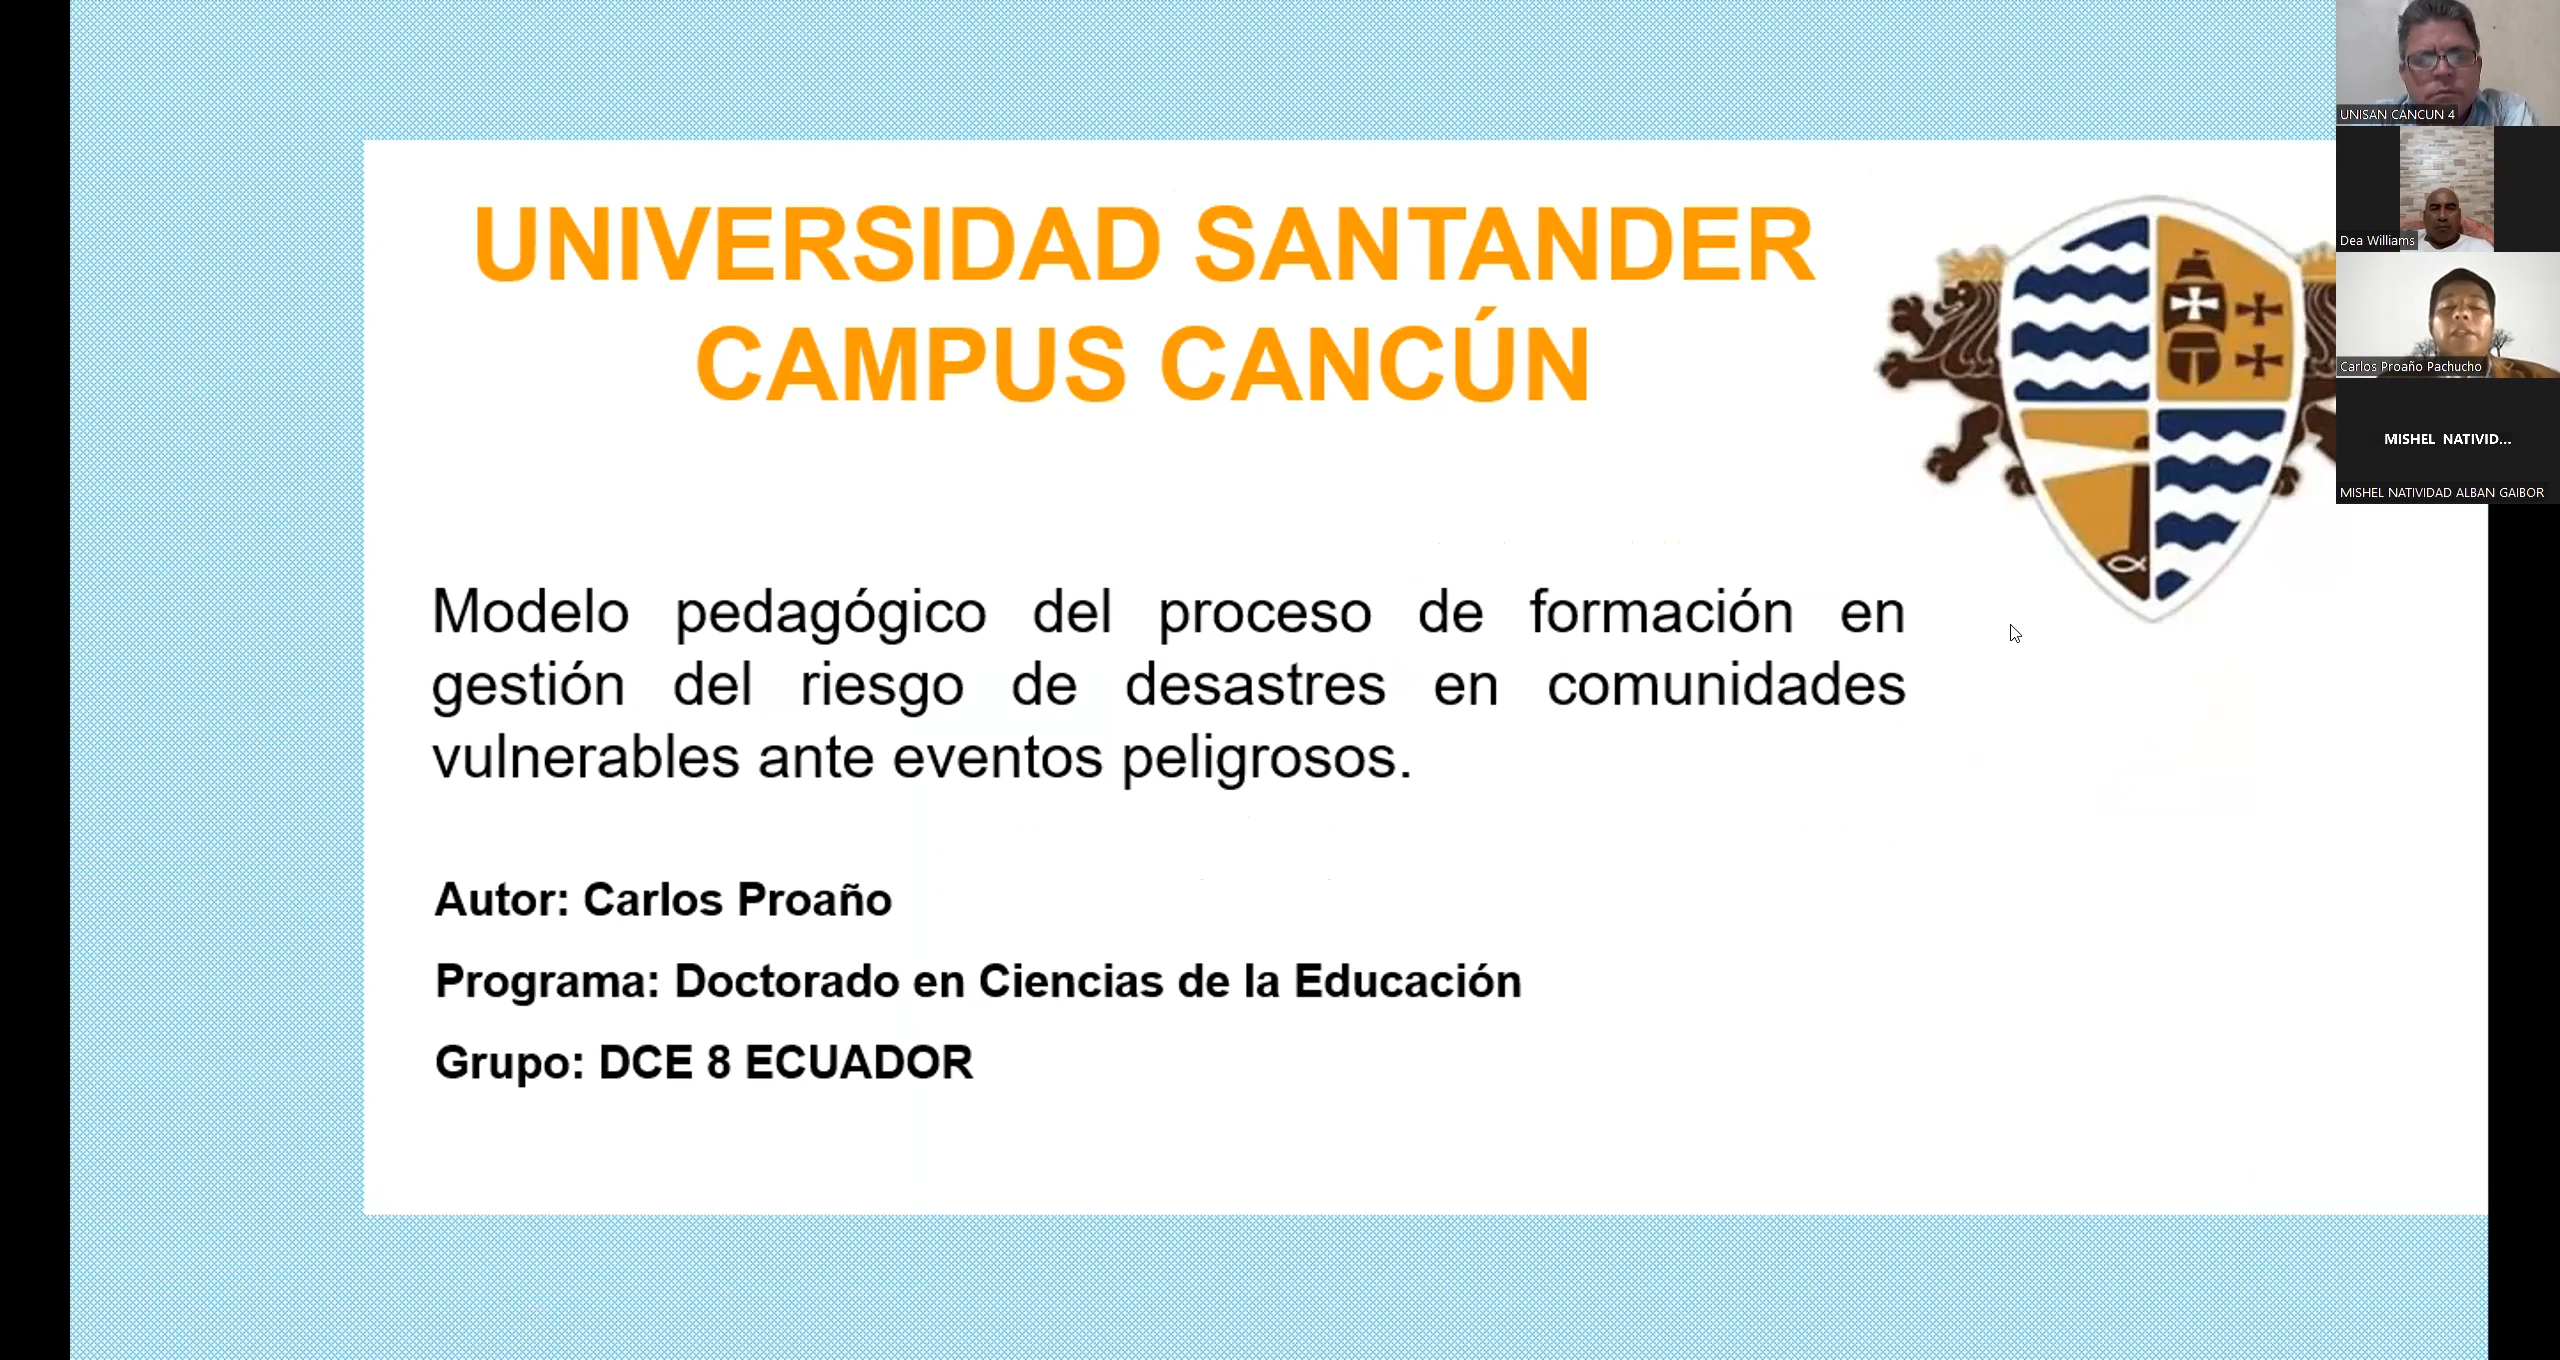 UNIVERSIDAD SANTANDER
CAMPUS CANCÚN
Modelo pedagógico del proceso de formación en
gestión del riesgo de desastres en comunidades
vulnerables ante eventos peligrosos.
Autor: Carlos Proaño
Programa: Doctorado en Ciencias de la Educación
Grupo: DCE 8 ECUADOR
UNISAN CANCUN 4
Dea Williams
Carlos Proaño Pachucho
MISHEL NATIVID...
MISHEL NATIVIDAD ALBAN GAIBOR